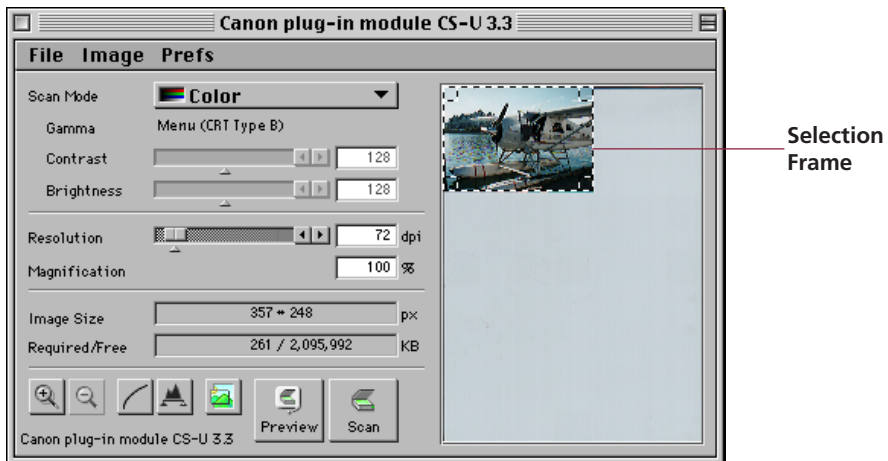 Canon plug-in module CS-U 3.3
File Image Prefs
Scan Mode Color
Gamma Menu (CRT Type B)
Contrast 128
Brightness 128
Resolution 72 dpi
Magnification 100 %
Image Size 357 * 248 px
Required/Free 261 / 2,095,992 KB
Preview Scan
Canon plug-in module CS-U 3.3
Selection
Frame